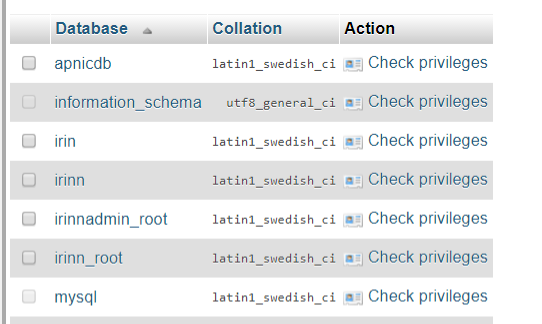 Database Collation Action
apnicdb latin1_swedish_ci Check privileges
information_schema utf8_general_ci Check privileges
irin latin1_swedish_ci Check privileges
irinn latin1_swedish_ci Check privileges
irinnadmin_root latin1_swedish_ci Check privileges
irinn_root latin1_swedish_ci Check privileges
mysql latin1_swedish_ci Check privileges